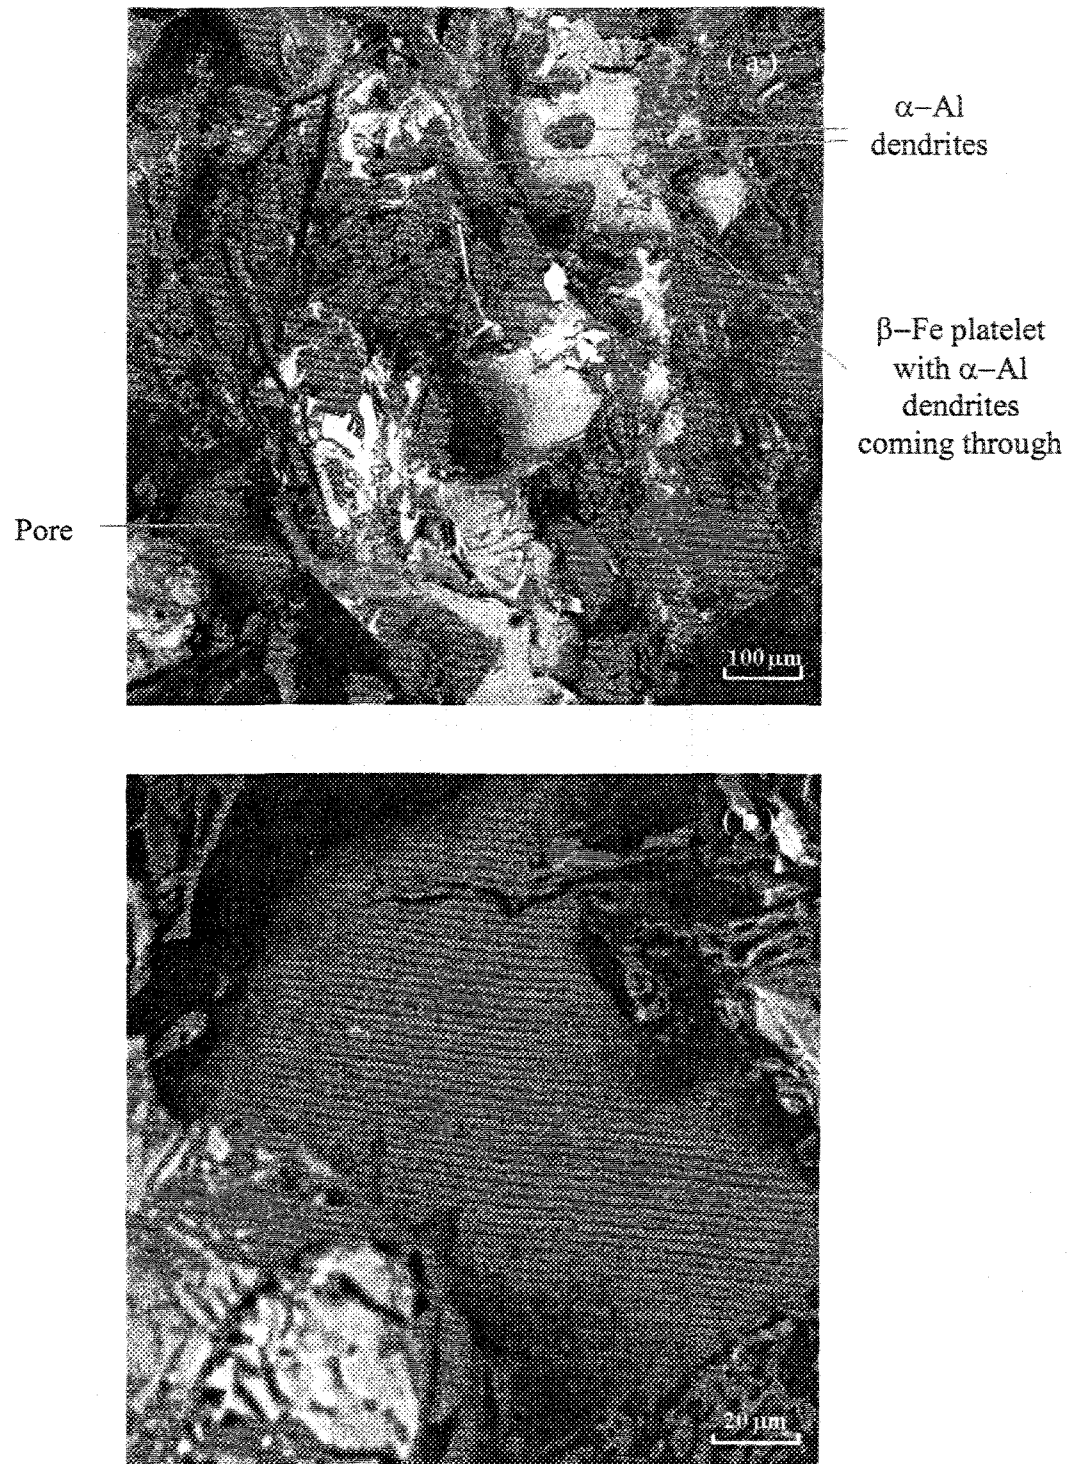 (a)
α–Al
dendrites
β–Fe platelet
with α–Al
dendrites
coming through
Pore
100 μm
20 μm